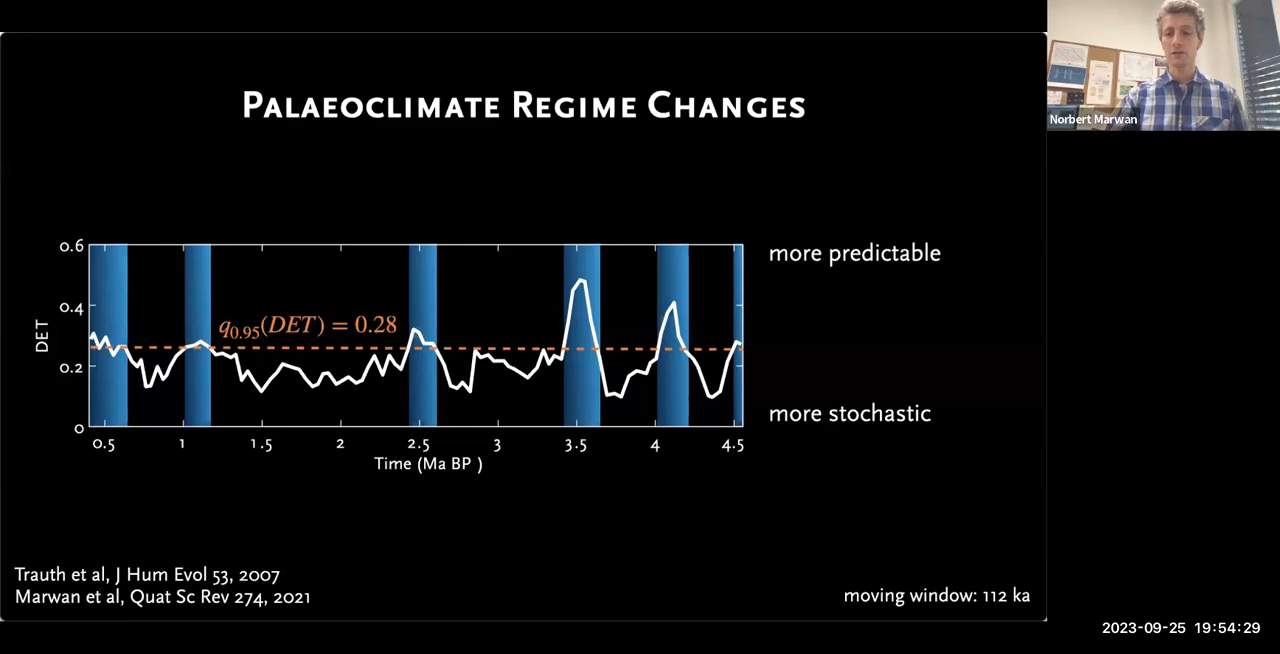 Norbert Marwan
PALAEOCLIMATE REGIME CHANGES
0.6
0.4
0.2
0
DET
q0.95(DET) = 0.28
more predictable
more stochastic
0.5 1 1.5 2 2.5 3 3.5 4 4.5
Time (Ma BP )
Trauth et al, J Hum Evol 53, 2007
Marwan et al, Quat Sc Rev 274, 2021
moving window: 112 ka
2023-09-25 19:54:29